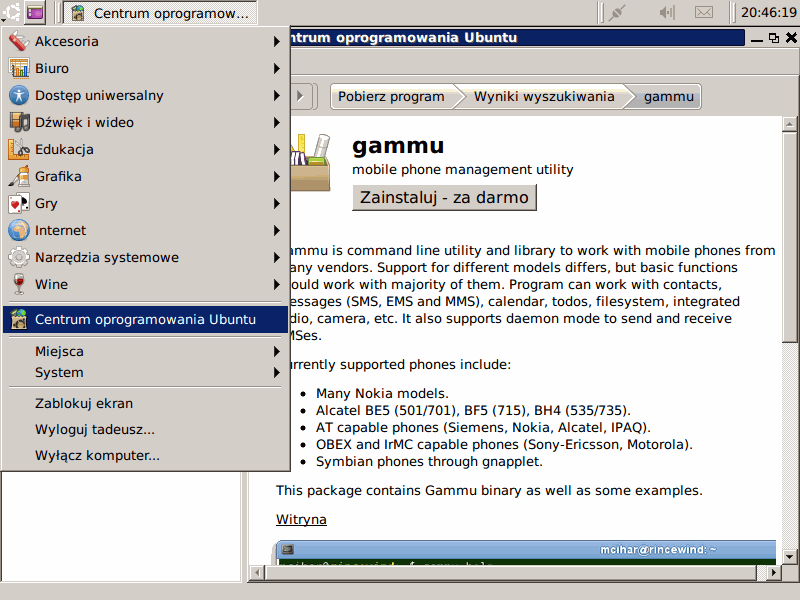 Centrum oprogramow...
20:46:19
ntrum oprogramowania Ubuntu
Akcesoria
Biuro
Dostęp uniwersalny
Dźwięk i wideo
Edukacja
Grafika
Gry
Internet
Narzędzia systemowe
Wine
Centrum oprogramowania Ubuntu
Miejsca
System
Zablokuj ekran
Wyloguj tadeusz...
Wyłącz komputer...
Pobierz program
Wyniki wyszukiwania
gammu
gammu
mobile phone management utility
Zainstaluj - za darmo
ammu is command line utility and library to work with mobile phones from
any vendors. Support for different models differs, but basic functions
ould work with majority of them. Program can work with contacts,
essages (SMS, EMS and MMS), calendar, todos, filesystem, integrated
dio, camera, etc. It also supports daemon mode to send and receive
MSes.
urrently supported phones include:
• Many Nokia models.
• Alcatel BE5 (501/701), BF5 (715), BH4 (535/735).
• AT capable phones (Siemens, Nokia, Alcatel, IPAQ).
• OBEX and IrMC capable phones (Sony-Ericsson, Motorola).
• Symbian phones through gnapplet.
This package contains Gammu binary as well as some examples.
Witryna
mcihar@rincewind: ~